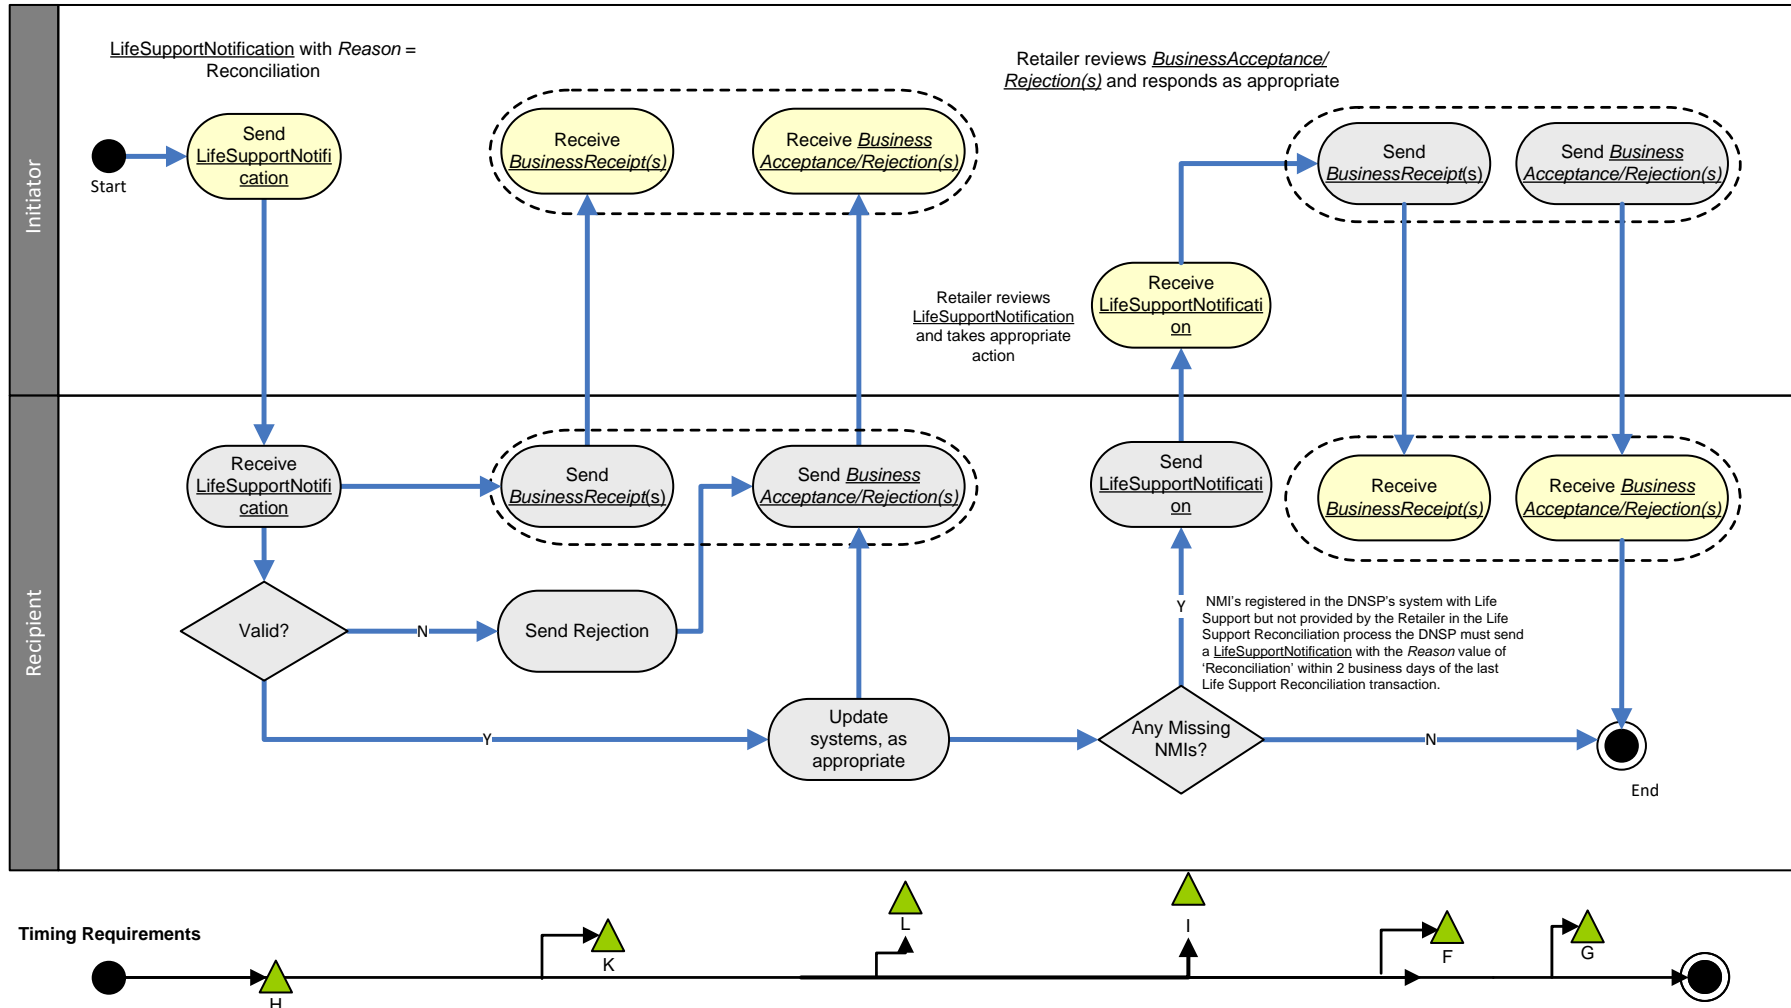 Initiator
LifeSupportNotification with Reason =
Reconciliation
Retailer reviews BusinessAcceptance/
Rejection(s) and responds as appropriate
Start
Send
LifeSupportNotifi
cation
Receive
BusinessReceipt(s)
Receive Business
Acceptance/Rejection(s)
Send
BusinessReceipt(s)
Send Business
Acceptance/Rejection(s)
Retailer reviews
LifeSupportNotification
and takes appropriate
action
Receive
LifeSupportNotificati
on
Recipient
Receive
LifeSupportNotifi
cation
Send
BusinessReceipt(s)
Send Business
Acceptance/Rejection(s)
Send
LifeSupportNotificati
on
Receive
BusinessReceipt(s)
Receive Business
Acceptance/Rejection(s)
Valid?
N
Send Rejection
Y
NMI's registered in the DNSP's system with Life
Support but not provided by the Retailer in the Life
Support Reconciliation process the DNSP must send
a LifeSupportNotification with the Reason value of
‘Reconciliation’ within 2 business days of the last
Life Support Reconciliation transaction.
Y
Update
systems, as
appropriate
Any Missing
NMIs?
N
End
Timing Requirements
H
K
L
I
F
G